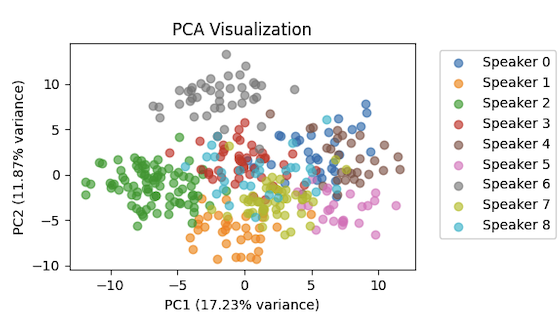 PCA Visualization
PC2 (11.87% variance)
10
5
0
−5
−10
−10
−5
0
5
10
PC1 (17.23% variance)
Speaker 0
Speaker 1
Speaker 2
Speaker 3
Speaker 4
Speaker 5
Speaker 6
Speaker 7
Speaker 8